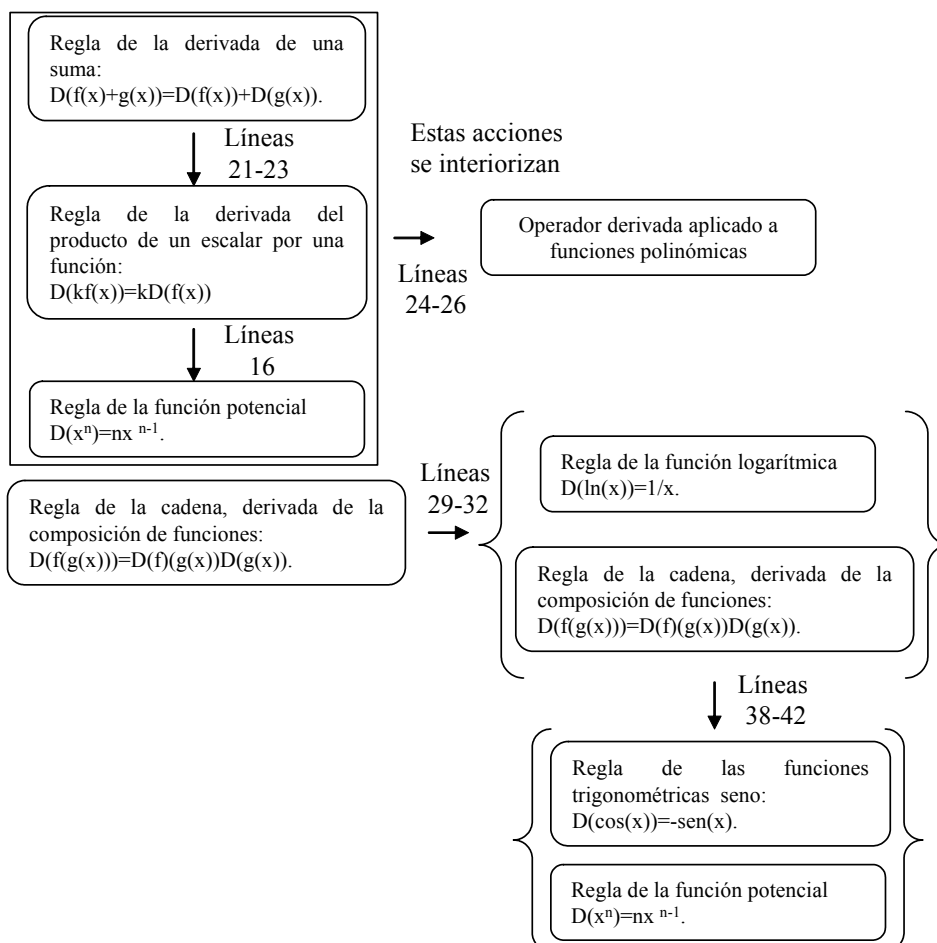 Regla de la derivada de una
suma:
D(f(x)+g(x))=D(f(x))+D(g(x)).
Líneas
21-23
Estas acciones
se interiorizan
Regla de la derivada del
producto de un escalar por una
función:
D(kf(x))=kD(f(x))
Líneas
24-26
Operador derivada aplicado a
funciones polinómicas
Líneas
16
Regla de la función potencial
D(xⁿ)=nx ⁿ⁻¹.
Regla de la cadena, derivada de la
composición de funciones:
D(f(g(x)))=D(f)(g(x))D(g(x)).
Líneas
29-32
Regla de la función logarítmica
D(ln(x))=1/x.
Regla de la cadena, derivada de la
composición de funciones:
D(f(g(x)))=D(f)(g(x))D(g(x)).
Líneas
38-42
Regla de las funciones
trigonométricas seno:
D(cos(x))=-sen(x).
Regla de la función potencial
D(xⁿ)=nx ⁿ⁻¹.